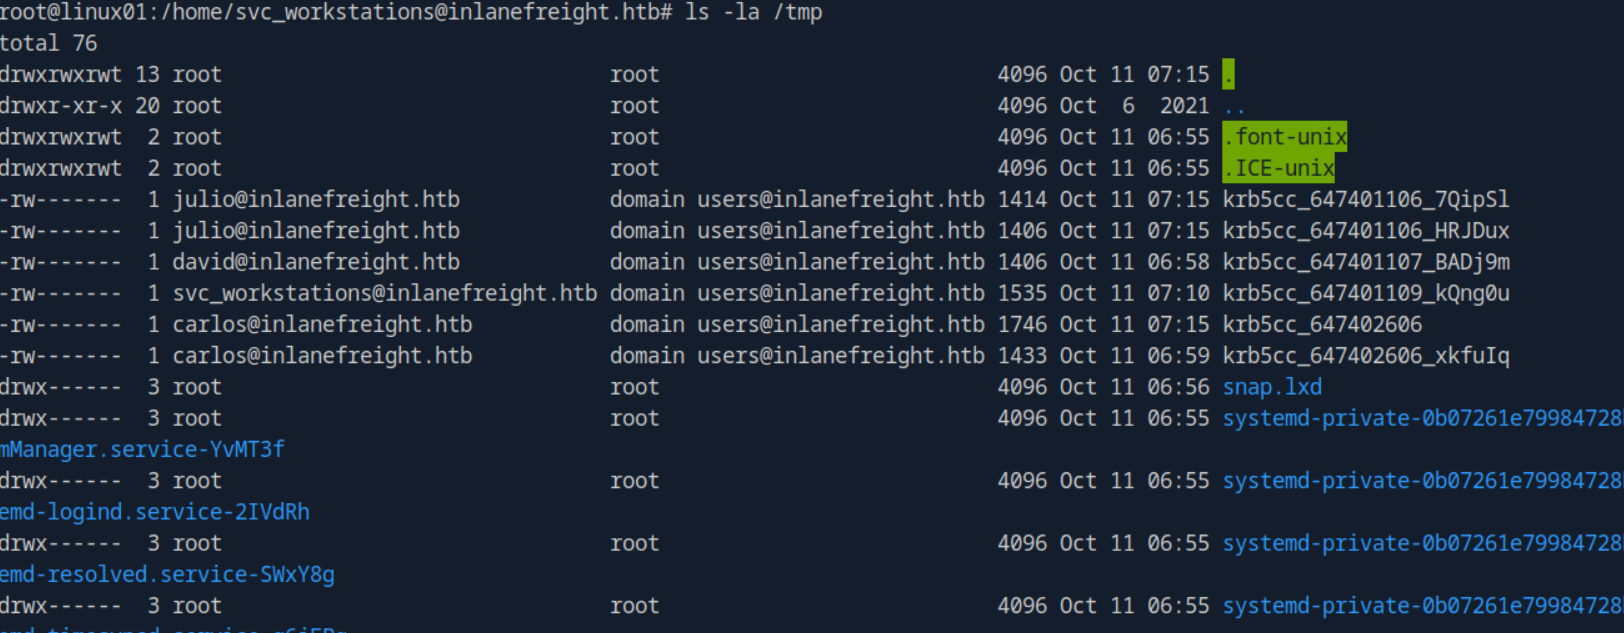 root@linux01:/home/svc_workstations@inlanefreight.htb# ls -la /tmp
total 76
drwxrwxrwt 13 root root 4096 Oct 11 07:15 .
drwxr-xr-x 20 root root 4096 Oct 6 2021 ..
drwxrwxrwt 2 root root 4096 Oct 11 06:55 .font-unix
drwxrwxrwt 2 root root 4096 Oct 11 06:55 .ICE-unix
-rw------- 1 julio@inlanefreight.htb domain users@inlanefreight.htb 1414 Oct 11 07:15 krb5cc_647401106_7QipSl
-rw------- 1 julio@inlanefreight.htb domain users@inlanefreight.htb 1406 Oct 11 07:15 krb5cc_647401106_HRJDux
-rw------- 1 david@inlanefreight.htb domain users@inlanefreight.htb 1406 Oct 11 06:58 krb5cc_647401107_BADj9m
-rw------- 1 svc_workstations@inlanefreight.htb domain users@inlanefreight.htb 1535 Oct 11 07:10 krb5cc_647401109_kQng0u
-rw------- 1 carlos@inlanefreight.htb domain users@inlanefreight.htb 1746 Oct 11 07:15 krb5cc_647402606
-rw------- 1 carlos@inlanefreight.htb domain users@inlanefreight.htb 1433 Oct 11 06:59 krb5cc_647402606_xkfuIq
drwx------ 3 root root 4096 Oct 11 06:56 snap.lxd
drwx------ 3 root root 4096 Oct 11 06:55 systemd-private-0b07261e79984728
mManager.service-YvMT3f
drwx------ 3 root root 4096 Oct 11 06:55 systemd-private-0b07261e79984728
emd-logind.service-2IVdRh
drwx------ 3 root root 4096 Oct 11 06:55 systemd-private-0b07261e79984728
emd-resolved.service-SWxY8g
drwx------ 3 root root 4096 Oct 11 06:55 systemd-private-0b07261e79984728